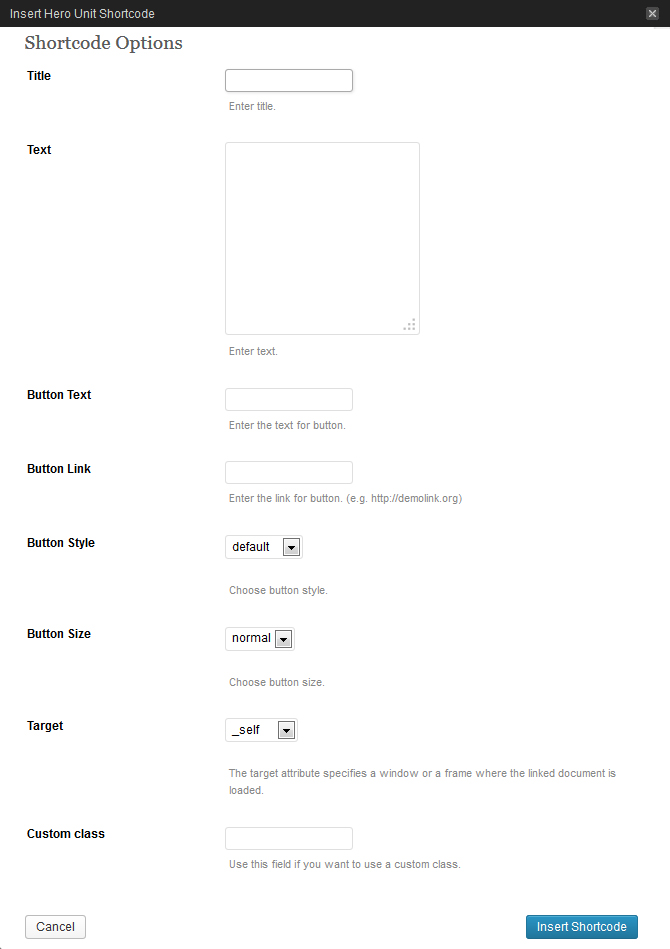 Insert Hero Unit Shortcode
Shortcode Options
Title
Enter title.
Text
Enter text.
Button Text
Enter the text for button.
Button Link
Enter the link for button. (e.g. http://demolink.org)
Button Style
default
Choose button style.
Button Size
normal
Choose button size.
Target
_self
The target attribute specifies a window or a frame where the linked document is
loaded.
Custom class
Use this field if you want to use a custom class.
Cancel
Insert Shortcode